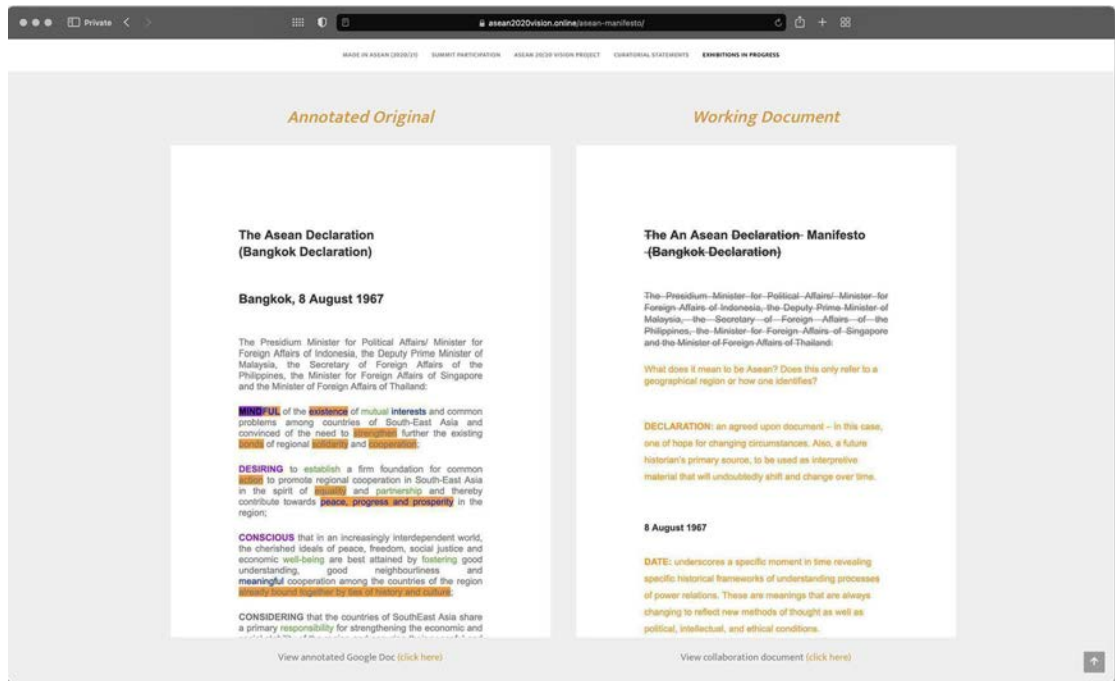 Private
asean2020vision.online/asean-manifesto/
MADE IN ASEAN (2020/21) SUMMIT PARTICIPATION ASEAN 20/20 VISION PROJECT CURATORIAL STATEMENTS EXHIBITIONS IN PROGRESS
Annotated Original
The Asean Declaration
(Bangkok Declaration)
Bangkok, 8 August 1967
The Presidium Minister for Political Affairs/ Minister for
Foreign Affairs of Indonesia, the Deputy Prime Minister of
Malaysia, the Secretary of Foreign Affairs of the
Philippines, the Minister for Foreign Affairs of Singapore
and the Minister of Foreign Affairs of Thailand:
MINDFUL of the existence of mutual interests and common
problems among countries of South-East Asia and
convinced of the need to strengthen further the existing
bonds of regional solidarity and cooperation;
DESIRING to establish a firm foundation for common
action to promote regional cooperation in South-East Asia
in the spirit of equality and partnership and thereby
contribute towards peace, progress and prosperity in the
region;
CONSCIOUS that in an increasingly interdependent world,
the cherished ideals of peace, freedom, social justice and
economic well-being are best attained by fostering good
understanding, good neighbourliness and
meaningful cooperation among the countries of the region
already bound together by ties of history and culture;
CONSIDERING that the countries of SouthEast Asia share
a primary responsibility for strengthening the economic and
View annotated Google Doc (click here)
Working Document
The An Asean Declaration Manifesto
(Bangkok Declaration)
The Presidium Minister for Political Affairs/ Minister for
Foreign Affairs of Indonesia, the Deputy Prime Minister of
Malaysia, the Secretary of Foreign Affairs of the
Philippines, the Minister for Foreign Affairs of Singapore
and the Minister of Foreign Affairs of Thailand:
What does it mean to be Asean? Does this only refer to a
geographical region or how one identifies?
DECLARATION: an agreed upon document – in this case,
one of hope for changing circumstances. Also, a future
historian's primary source, to be used as interpretive
material that will undoubtedly shift and change over time.
8 August 1967
DATE: underscores a specific moment in time revealing
specific historical frameworks of understanding processes
of power relations. These are meanings that are always
changing to reflect new methods of thought as well as
political, intellectual, and ethical conditions.
View collaboration document (click here)